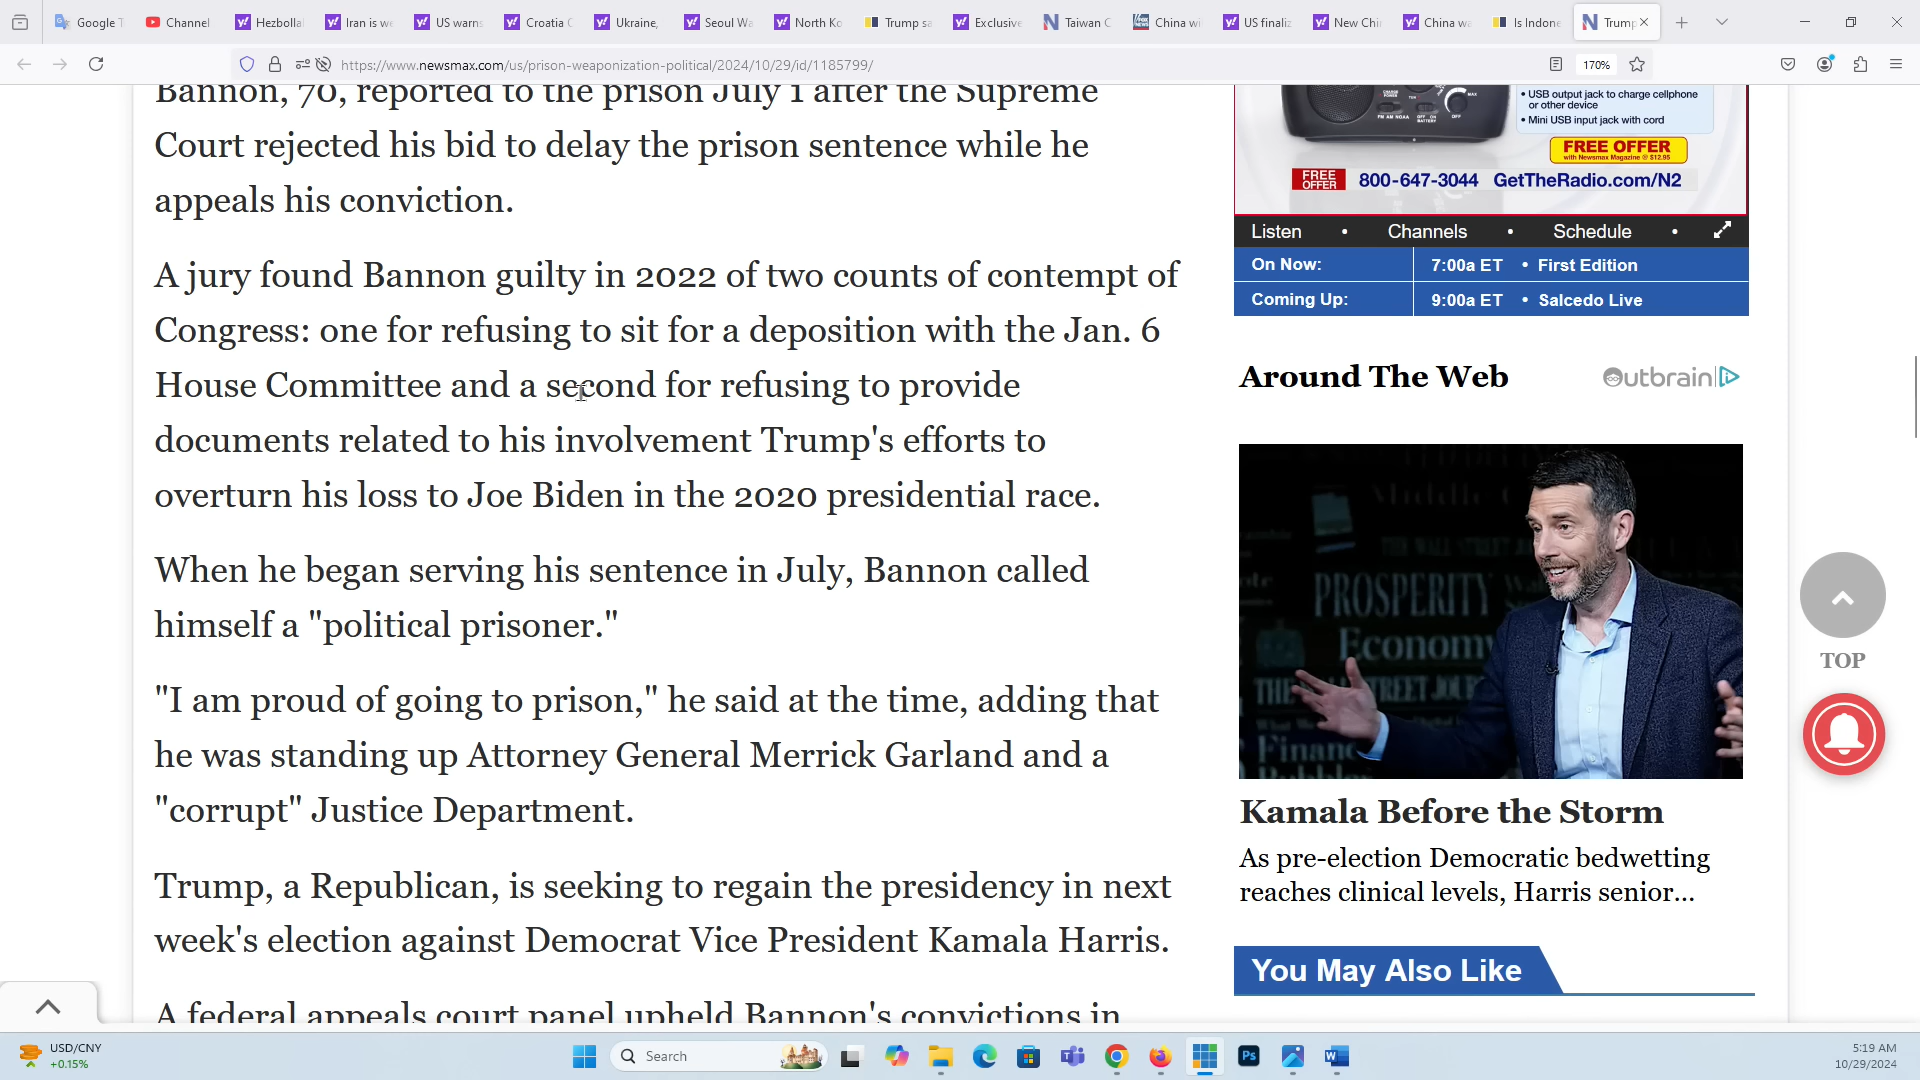 Google T
Channel
Hezbolla
Iran is we
US warns
Croatia C
Ukraine,
Seoul Wa
North Ko
Trump sa
Exclusive
Taiwan C
China wi
US finaliz
New Chi
China wa
Is Indone
Trump
https://www.newsmax.com/us/prison-weaponization-political/2024/10/29/id/1185799/
170%
Bannon, 70, reported to the prison July 1 after the Supreme
Court rejected his bid to delay the prison sentence while he
appeals his conviction.
A jury found Bannon guilty in 2022 of two counts of contempt of
Congress: one for refusing to sit for a deposition with the Jan. 6
House Committee and a second for refusing to provide
documents related to his involvement Trump's efforts to
overturn his loss to Joe Biden in the 2020 presidential race.
When he began serving his sentence in July, Bannon called
himself a "political prisoner."
"I am proud of going to prison," he said at the time, adding that
he was standing up Attorney General Merrick Garland and a
"corrupt" Justice Department.
Trump, a Republican, is seeking to regain the presidency in next
week's election against Democrat Vice President Kamala Harris.
A federal appeals court panel upheld Bannon's convictions in
• USB output jack to charge cellphone
or other device
• Mini USB input jack with cord
FREE OFFER
with Newsmax Magazine @ $12.95
FREE OFFER 800-647-3044 GetTheRadio.com/N2
Listen • Channels • Schedule •
On Now: 7:00a ET • First Edition
Coming Up: 9:00a ET • Salcedo Live
Around The Web
Outbrain
PROSPERITY
Economy
Kamala Before the Storm
As pre-election Democratic bedwetting
reaches clinical levels, Harris senior...
You May Also Like
TOP
USD/CNY
+0.15%
Search
5:19 AM
10/29/2024